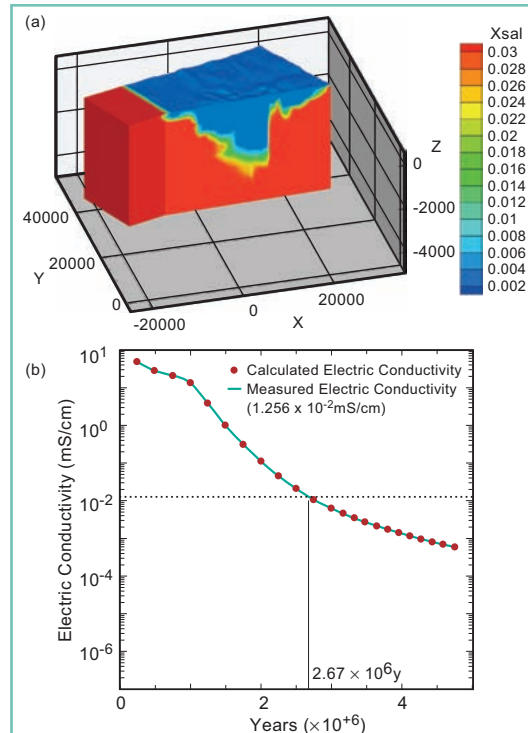 (a)
Xsal
0.03
0.028
0.026
0.024
0.022
0.02
0.018
0.016
0.014
0.012
0.01
0.008
0.006
0.004
0.002
Z
0
-2000
-4000
40000
20000
0
Y
-20000
0
20000
X
(b)
10¹
10⁰
10⁻²
10⁻⁴
10⁻⁶
Electric Conductivity (mS/cm)
Calculated Electric Conductivity
Measured Electric Conductivity
(1.256 x 10⁻²mS/cm)
2.67 × 10⁶y
0
2
4
Years (×10⁺⁶)